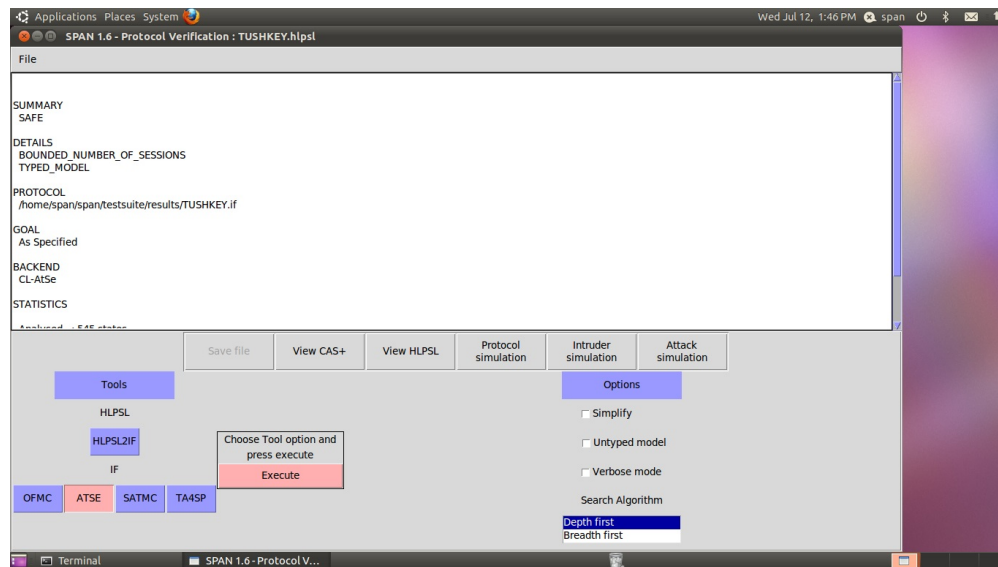 Applications Places System
Wed Jul 12, 1:46 PM span
SPAN 1.6 - Protocol Verification : TUSHKEY.hlpsl
File
SUMMARY
SAFE
DETAILS
BOUNDED_NUMBER_OF_SESSIONS
TYPED_MODEL
PROTOCOL
/home/span/span/testsuite/results/TUSHKEY.if
GOAL
As Specified
BACKEND
CL-AtSe
STATISTICS
Analysed : 545 states
Save file
View CAS+
View HLPSL
Protocol
simulation
Intruder
simulation
Attack
simulation
Tools
HLPSL
HLPSL2IF
IF
OFMC
ATSE
SATMC
TA4SP
Choose Tool option and
press execute
Execute
Options
Simplify
Untyped model
Verbose mode
Search Algorithm
Depth first
Breadth first
Terminal
SPAN 1.6 - Protocol V...